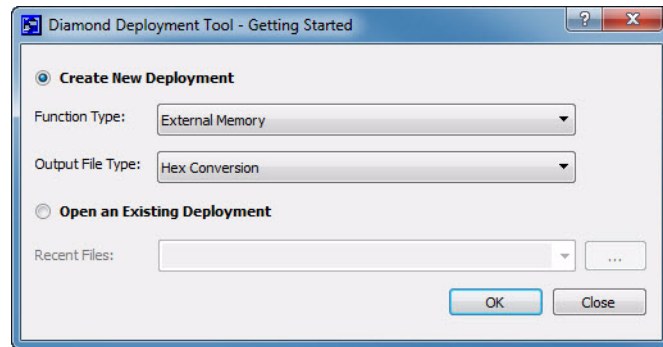 Diamond Deployment Tool - Getting Started
?
Create New Deployment
Function Type: External Memory
Output File Type: Hex Conversion
Open an Existing Deployment
Recent Files: ...
OK Close